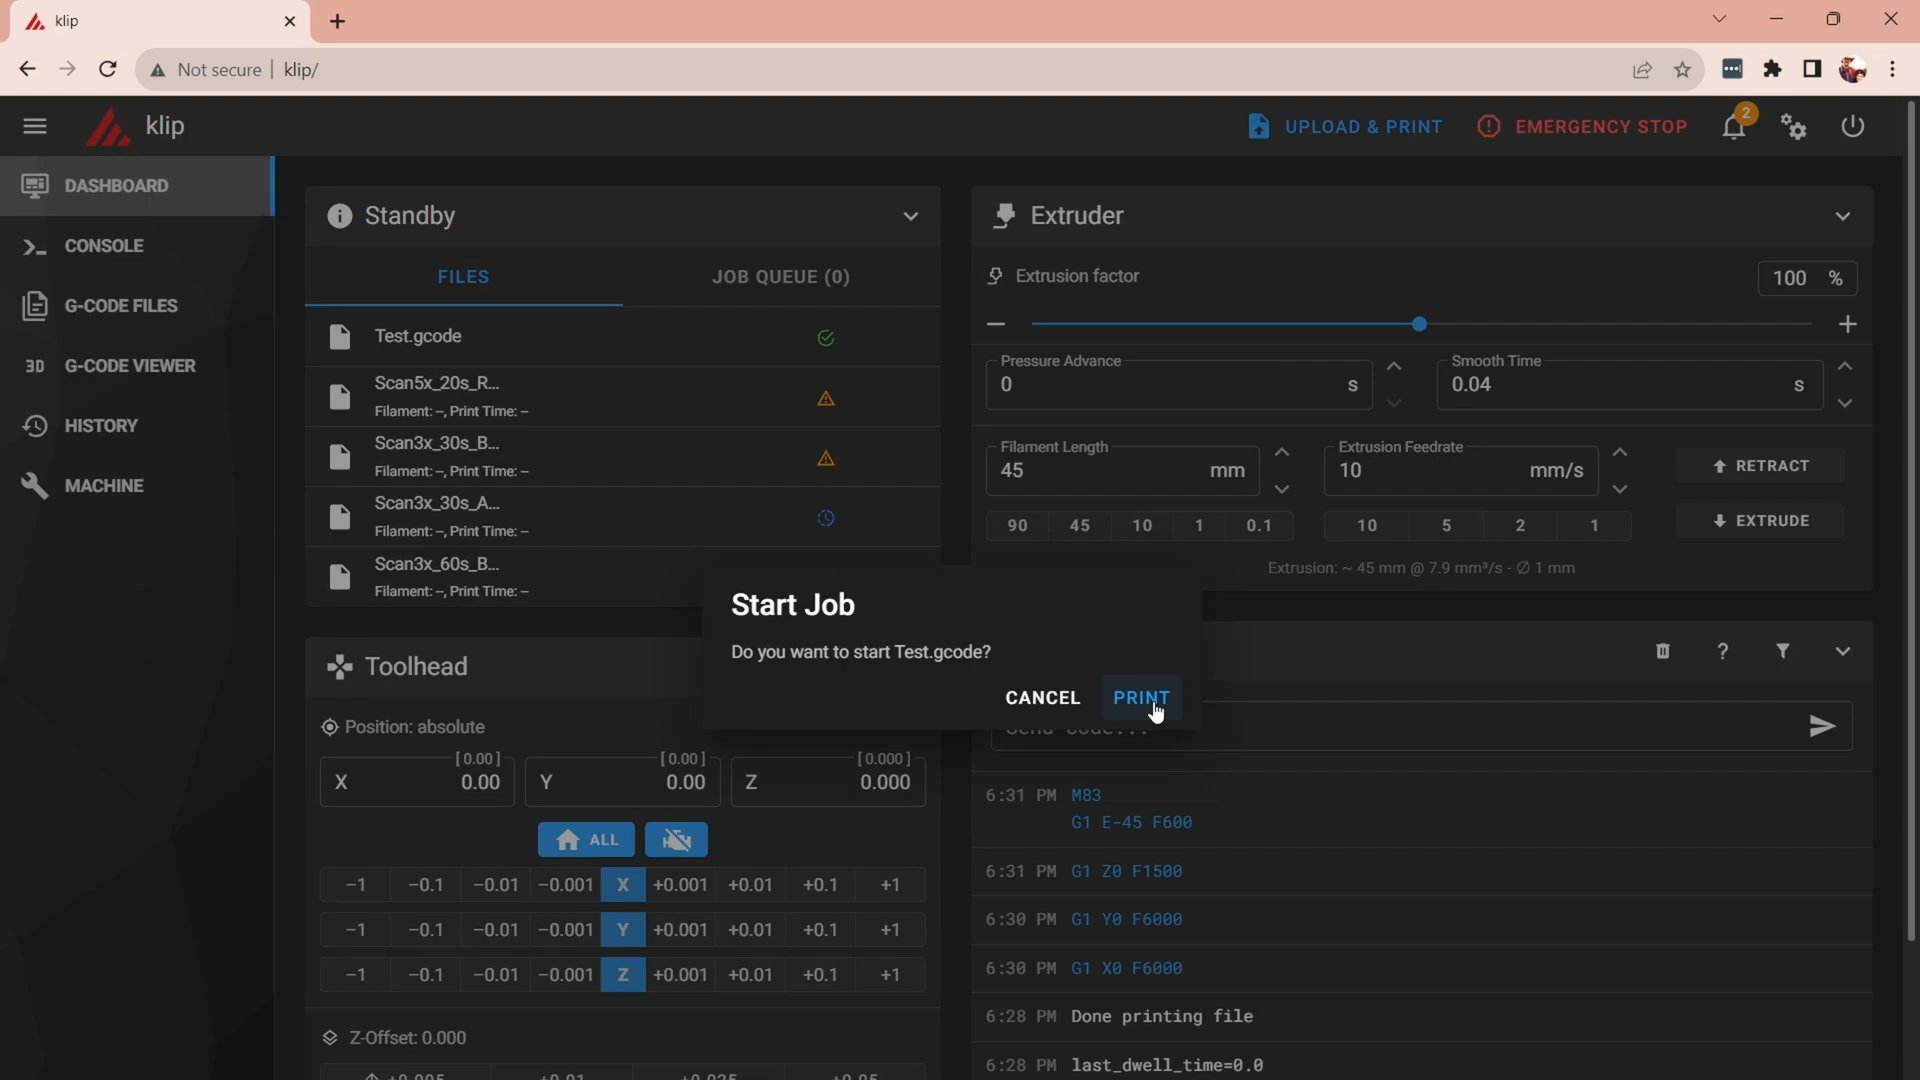 klip
Not secure | klip/
klip
UPLOAD & PRINT
EMERGENCY STOP
2
DASHBOARD
CONSOLE
G-CODE FILES
3D G-CODE VIEWER
HISTORY
MACHINE
Standby
FILES
JOB QUEUE (0)
Test.gcode
Scan5x_20s_R...
Filament: –, Print Time: –
Scan3x_30s_B...
Filament: –, Print Time: –
Scan3x_30s_A...
Filament: –, Print Time: –
Scan3x_60s_B...
Filament: –, Print Time: –
Extruder
Extrusion factor
100 %
Pressure Advance
0 s
Smooth Time
0.04 s
Filament Length
45 mm
Extrusion Feedrate
10 mm/s
RETRACT
90 45 10 1 0.1
10 5 2 1
EXTRUDE
Extrusion: ~ 45 mm @ 7.9 mm³/s - ∅ 1 mm
Start Job
Do you want to start Test.gcode?
CANCEL
PRINT
Toolhead
Position: absolute
[ 0.00 ]
X 0.00
[ 0.00 ]
Y 0.00
[ 0.000 ]
Z 0.000
ALL
−1 −0.1 −0.01 −0.001 X +0.001 +0.01 +0.1 +1
−1 −0.1 −0.01 −0.001 Y +0.001 +0.01 +0.1 +1
−1 −0.1 −0.01 −0.001 Z +0.001 +0.01 +0.1 +1
Z-Offset: 0.000
+0.005 +0.01 +0.025 +0.05
?
Send code...
6:31 PM M83
G1 E-45 F600
6:31 PM G1 Z0 F1500
6:30 PM G1 Y0 F6000
6:30 PM G1 X0 F6000
6:28 PM Done printing file
6:28 PM last_dwell_time=0.0